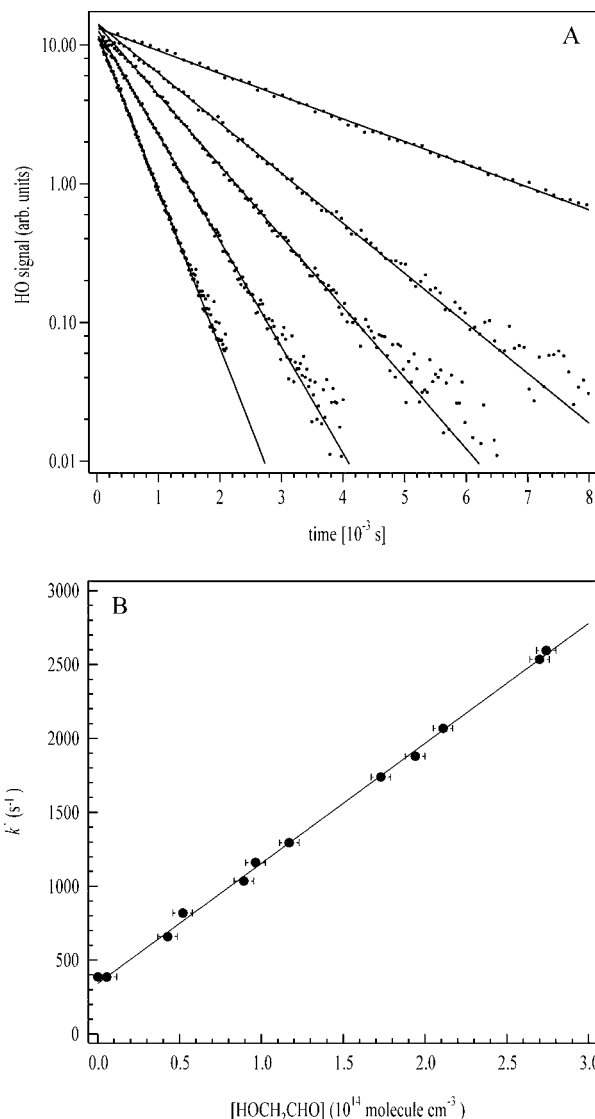 A
10.00
1.00
0.10
0.01
HO signal (arb. units)
0 1 2 3 4 5 6 7 8
time [10⁻³ s]
B
3000
2500
2000
1500
1000
500
0
k' (s⁻¹)
0.0 0.5 1.0 1.5 2.0 2.5 3.0
[HOCH₂CHO] (10¹⁴ molecule cm⁻³)